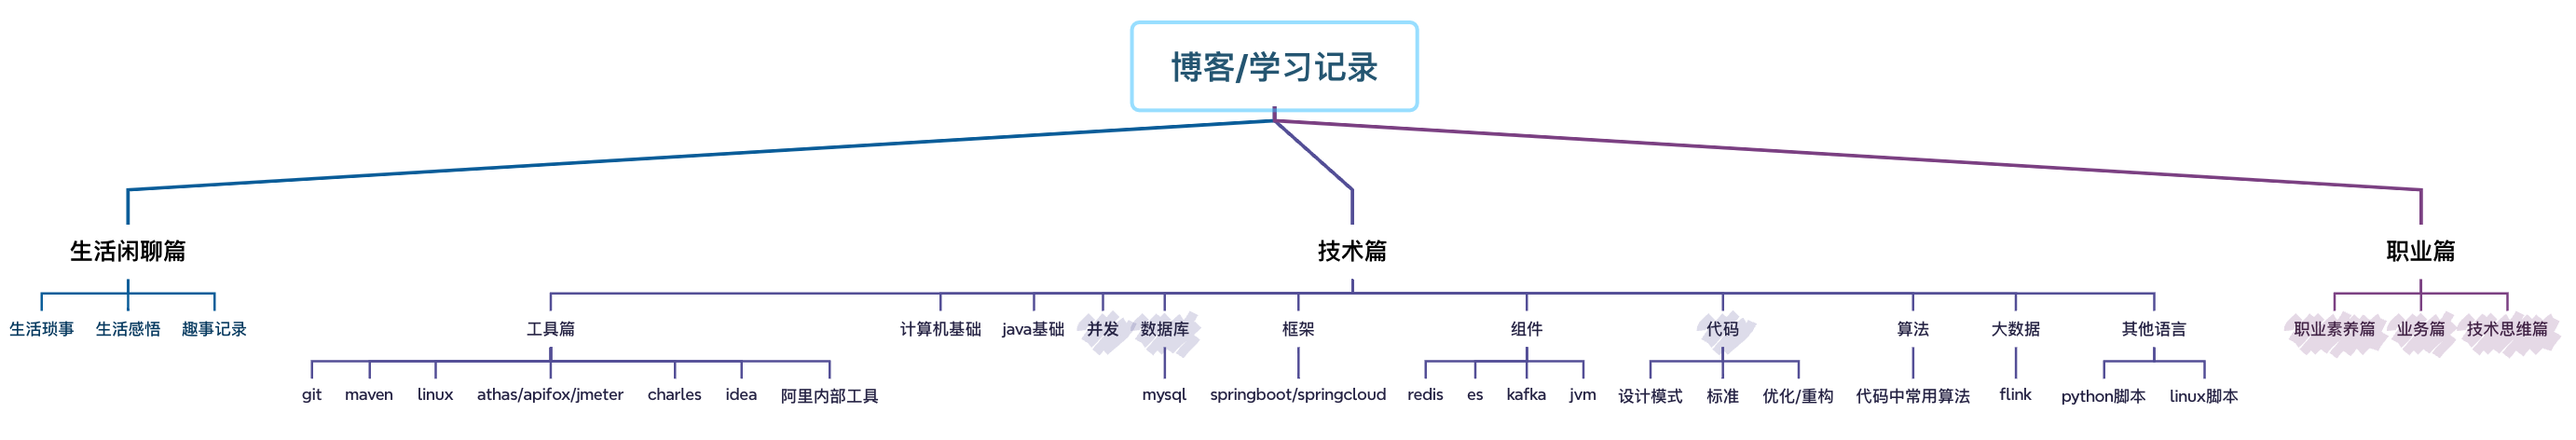 博客/学习记录
生活闲聊篇
技术篇
职业篇
生活琐事
生活感悟
趣事记录
工具篇
计算机基础
java基础
并发
数据库
框架
组件
代码
算法
大数据
其他语言
职业素养篇
业务篇
技术思维篇
git
maven
linux
athas/apifox/jmeter
charles
idea
阿里内部工具
mysql
springboot/springcloud
redis
es
kafka
jvm
设计模式
标准
优化/重构
代码中常用算法
flink
python脚本
linux脚本